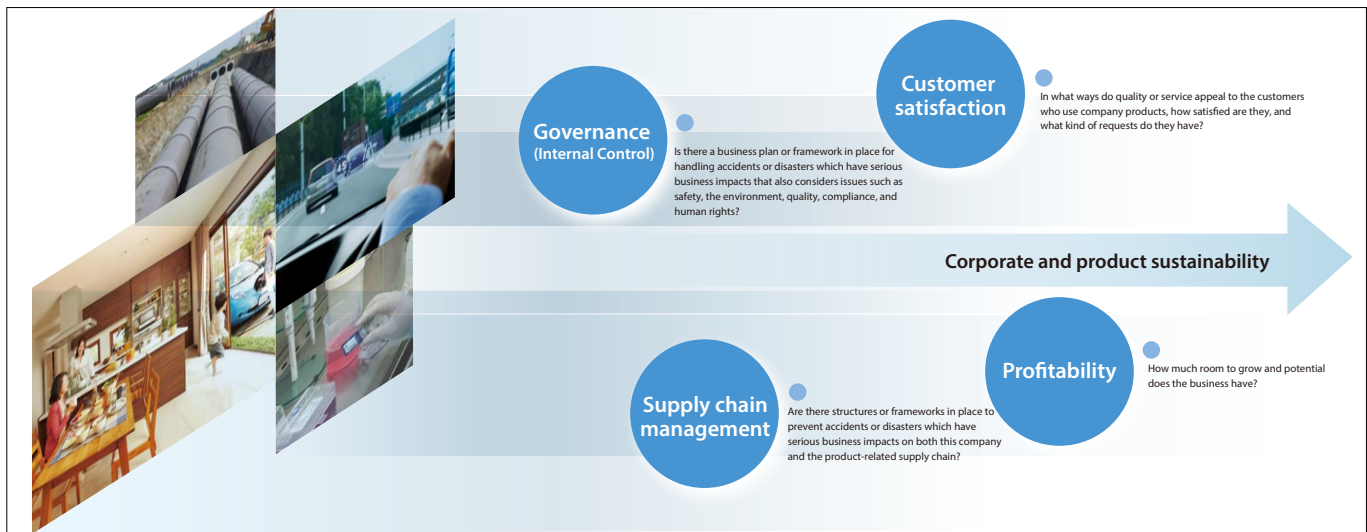 Customer
satisfaction
In what ways do quality or service appeal to the customers
who use company products, how satisfied are they, and
what kind of requests do they have?
Governance
(Internal Control)
Is there a business plan or framework in place for
handling accidents or disasters which have serious
business impacts that also considers issues such as
safety, the environment, quality, compliance, and
human rights?
Corporate and product sustainability
Profitability
How much room to grow and potential
does the business have?
Supply chain
management
Are there structures or frameworks in place to
prevent accidents or disasters which have
serious business impacts on both this company
and the product-related supply chain?